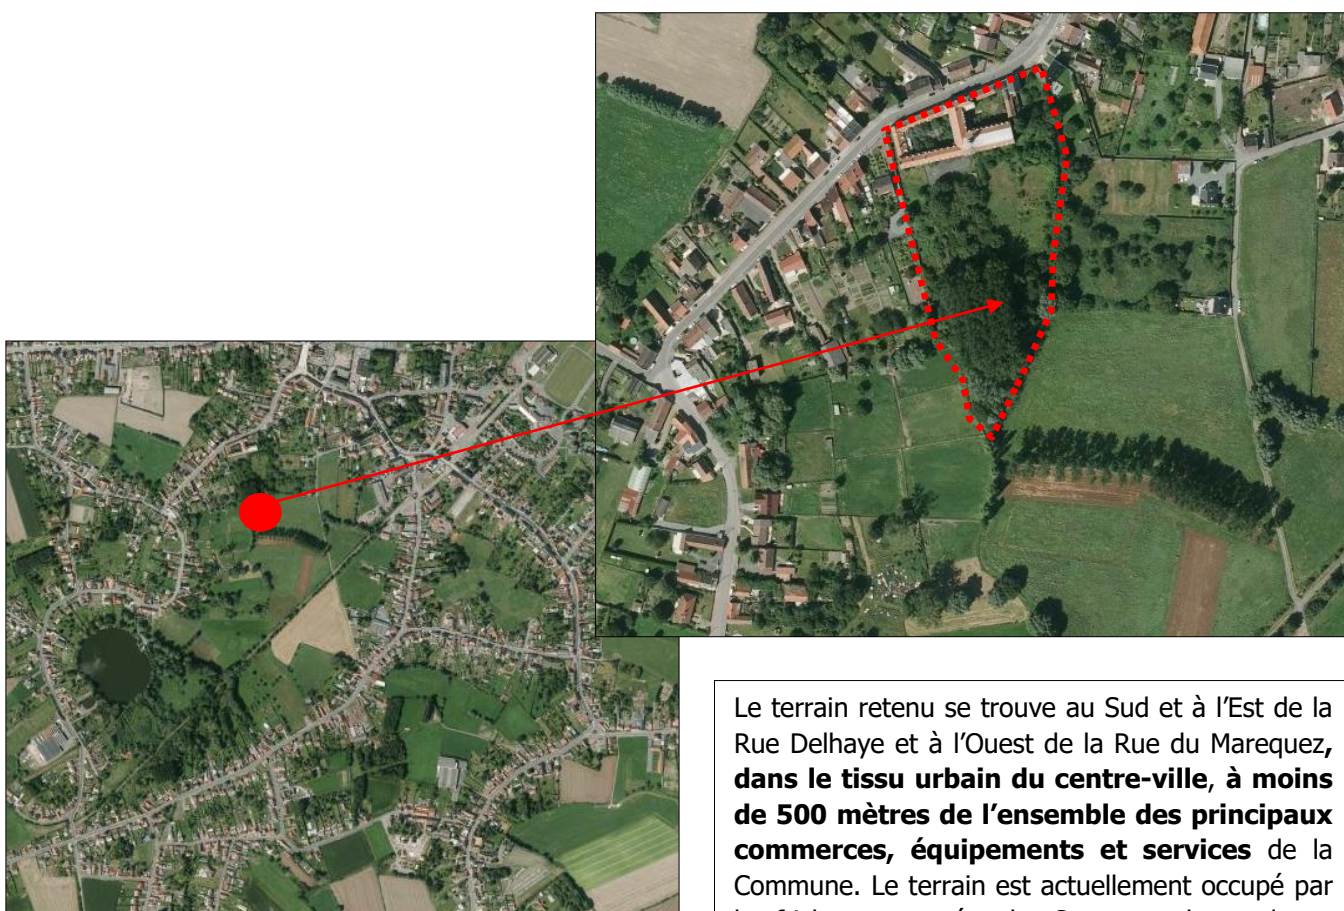 Le terrain retenu se trouve au Sud et à l’Est de la
Rue Delhaye et à l’Ouest de la Rue du Marequez,
dans le tissu urbain du centre-ville, à moins
de 500 mètres de l’ensemble des principaux
commerces, équipements et services de la
Commune. Le terrain est actuellement occupé par